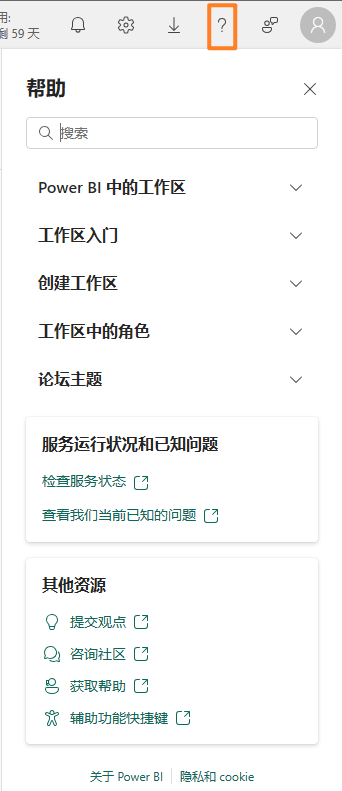 用:
剩 59 天
帮助
搜索
Power BI 中的工作区
工作区入门
创建工作区
工作区中的角色
论坛主题
服务运行状况和已知问题
检查服务状态
查看我们当前已知的问题
其他资源
提交观点
咨询社区
获取帮助
辅助功能快捷键
关于 Power BI
隐私和 cookie